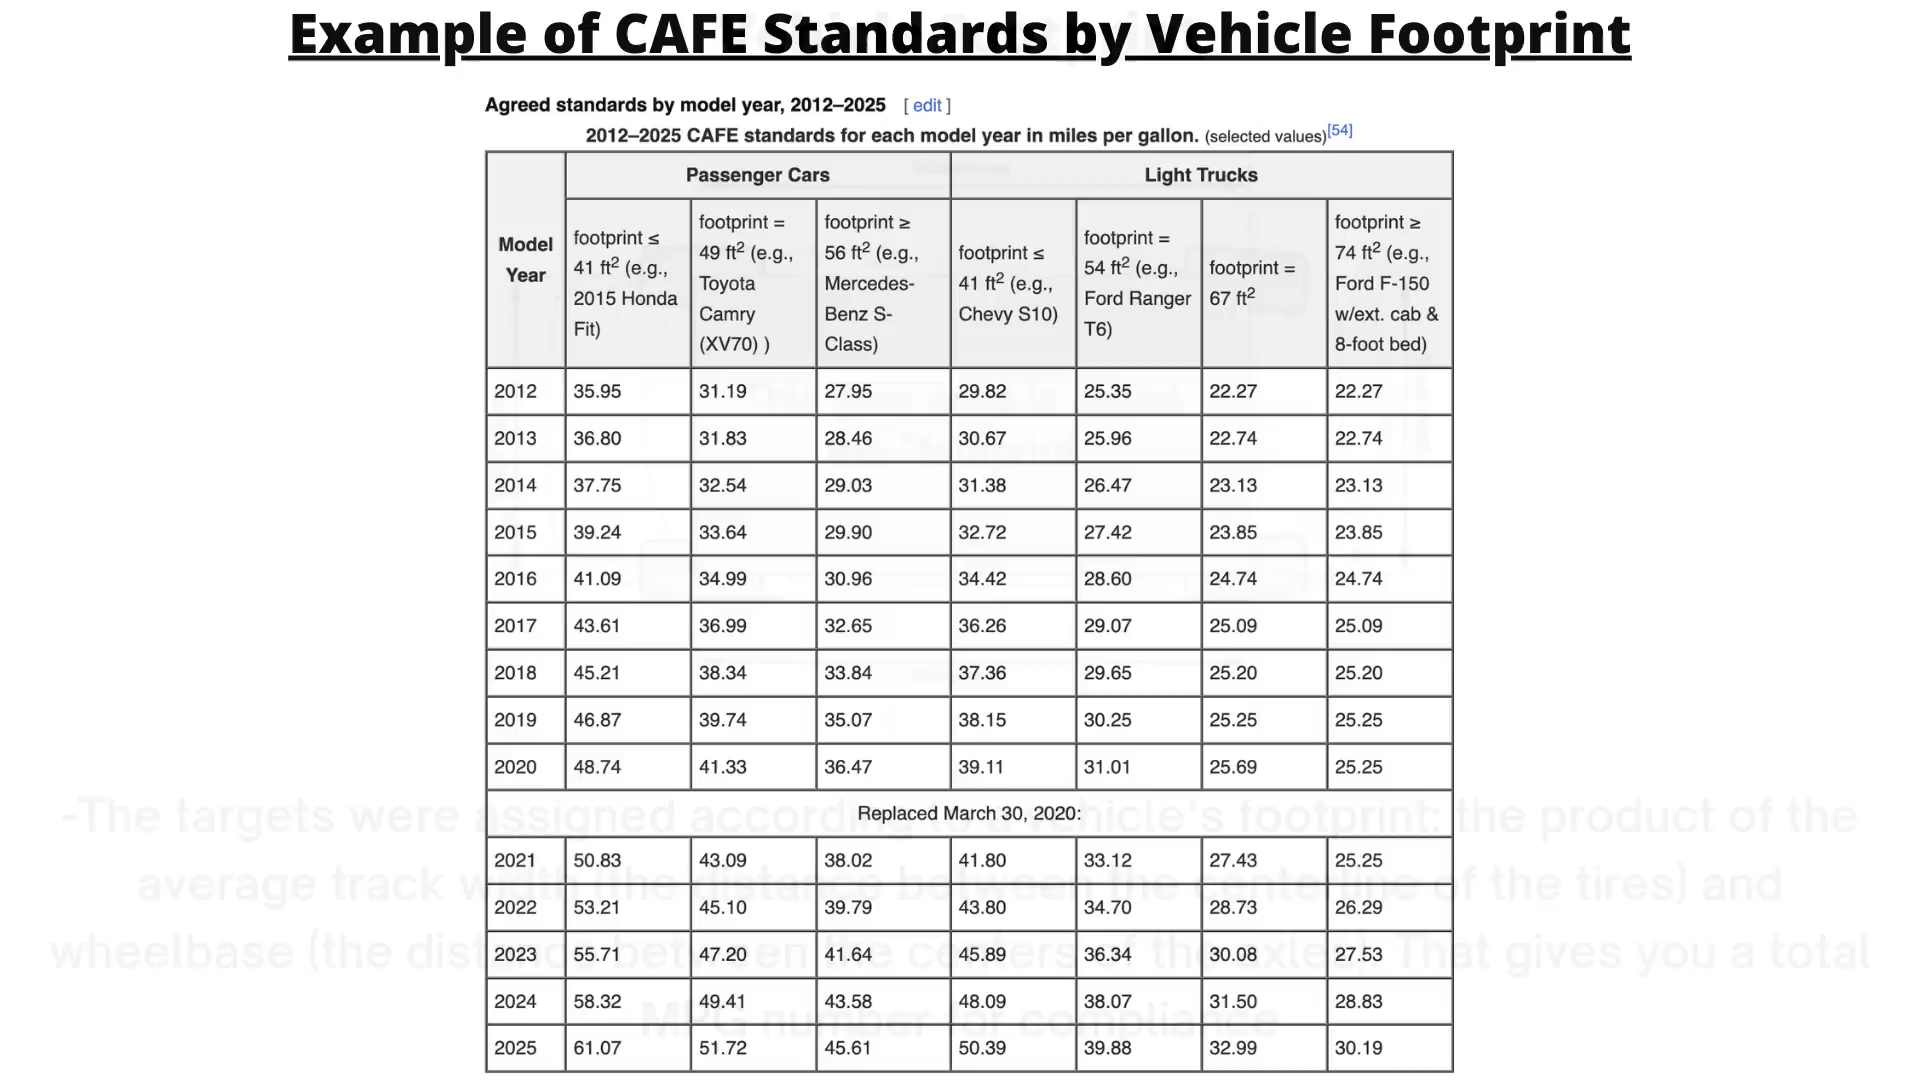 Example of CAFE Standards by Vehicle Footprint
Agreed standards by model year, 2012–2025 [ edit ]
2012–2025 CAFE standards for each model year in miles per gallon. (selected values)[54]
Model Year
Passenger Cars
Light Trucks
footprint ≤ 41 ft² (e.g., 2015 Honda Fit)
footprint = 49 ft² (e.g., Toyota Camry (XV70) )
footprint ≥ 56 ft² (e.g., Mercedes-Benz S-Class)
footprint ≤ 41 ft² (e.g., Chevy S10)
footprint = 54 ft² (e.g., Ford Ranger T6)
footprint = 67 ft²
footprint ≥ 74 ft² (e.g., Ford F-150 w/ext. cab & 8-foot bed)
2012 35.95 31.19 27.95 29.82 25.35 22.27 22.27
2013 36.80 31.83 28.46 30.67 25.96 22.74 22.74
2014 37.75 32.54 29.03 31.38 26.47 23.13 23.13
2015 39.24 33.64 29.90 32.72 27.42 23.85 23.85
2016 41.09 34.99 30.96 34.42 28.60 24.74 24.74
2017 43.61 36.99 32.65 36.26 29.07 25.09 25.09
2018 45.21 38.34 33.84 37.36 29.65 25.20 25.20
2019 46.87 39.74 35.07 38.15 30.25 25.25 25.25
2020 48.74 41.33 36.47 39.11 31.01 25.69 25.25
Replaced March 30, 2020:
2021 50.83 43.09 38.02 41.80 33.12 27.43 25.25
2022 53.21 45.10 39.79 43.80 34.70 28.73 26.29
2023 55.71 47.20 41.64 45.89 36.34 30.08 27.53
2024 58.32 49.41 43.58 48.09 38.07 31.50 28.83
2025 61.07 51.72 45.61 50.39 39.88 32.99 30.19
-The targets were assigned according to a vehicle's footprint: the product of the
average track width (the distance between the centerline of the tires) and
wheelbase (the distance between the centers of the axles). That gives you a total
MPG number for compliance